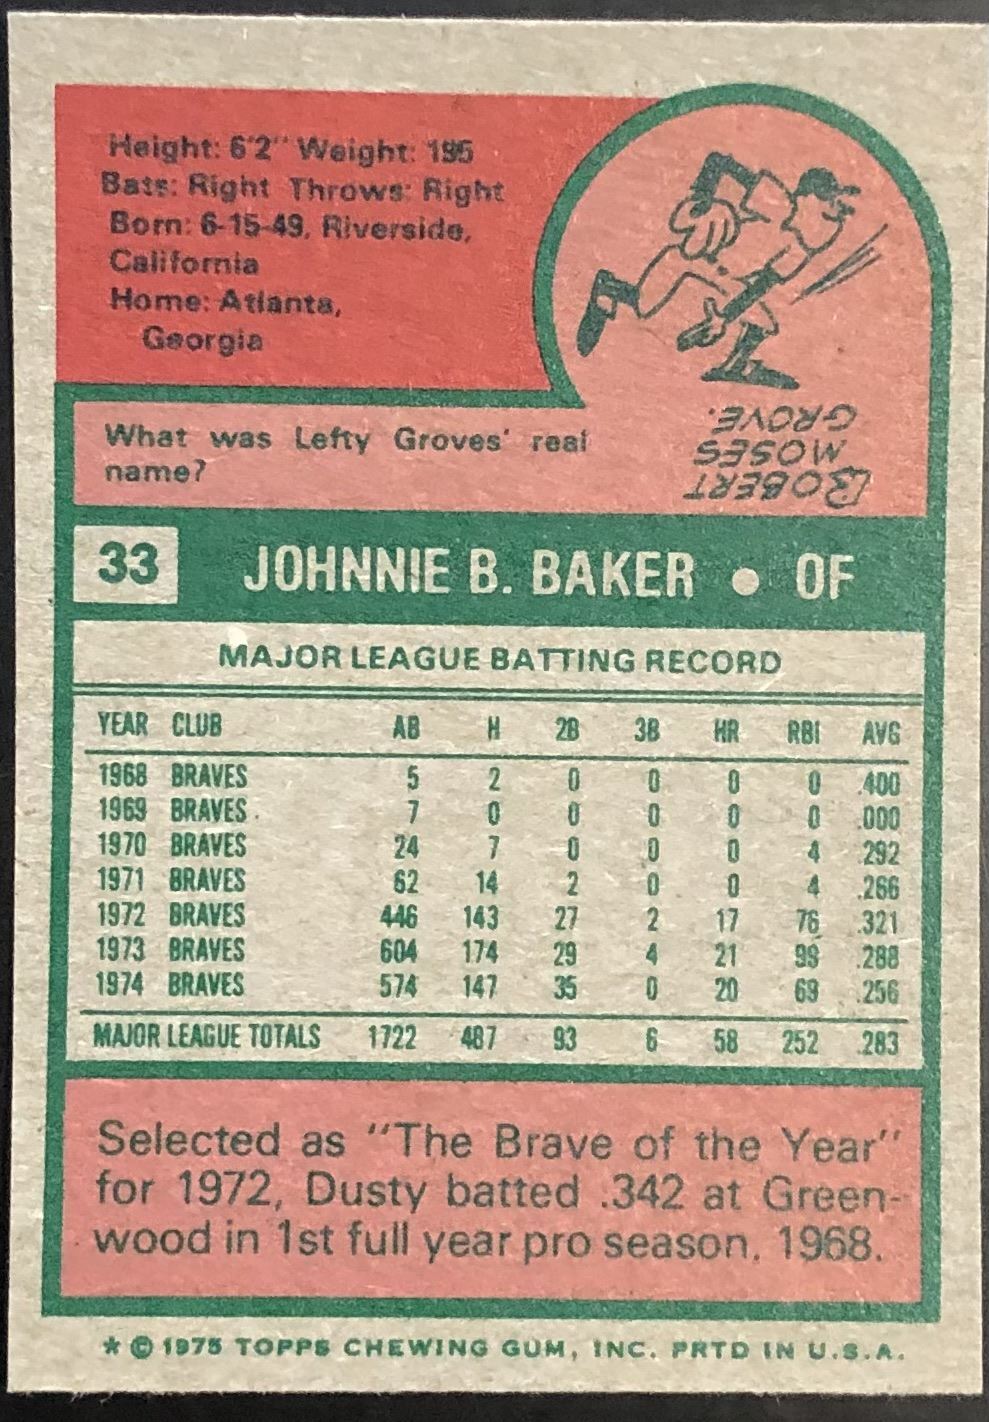 Height: 6'2" Weight: 195
Bats: Right Throws: Right
Born: 6-15-49, Riverside,
California
Home: Atlanta,
Georgia
What was Lefty Groves' real
name?
ROBERT
MOSES
GROVE.
33 JOHNNIE B. BAKER • OF
MAJOR LEAGUE BATTING RECORD
YEAR CLUB AB H 2B 3B HR RBI AVG
1968 BRAVES 5 2 0 0 0 0 .400
1969 BRAVES 7 0 0 0 0 0 .000
1970 BRAVES 24 7 0 0 0 4 .292
1971 BRAVES 62 14 2 0 0 4 .266
1972 BRAVES 446 143 27 2 17 76 .321
1973 BRAVES 604 174 29 4 21 99 .288
1974 BRAVES 574 147 35 0 20 69 .256
MAJOR LEAGUE TOTALS 1722 487 93 6 58 252 .283
Selected as "The Brave of the Year"
for 1972, Dusty batted .342 at Green-
wood in 1st full year pro season. 1968.
* © 1975 TOPPS CHEWING GUM, INC. PRTD IN U.S.A.